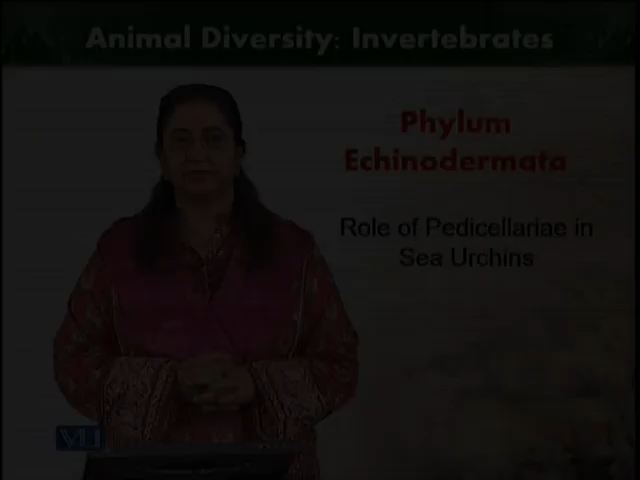 Animal Diversity: Invertebrates
Phylum
Echinodermata
Role of Pedicellariae in
Sea Urchins
VU